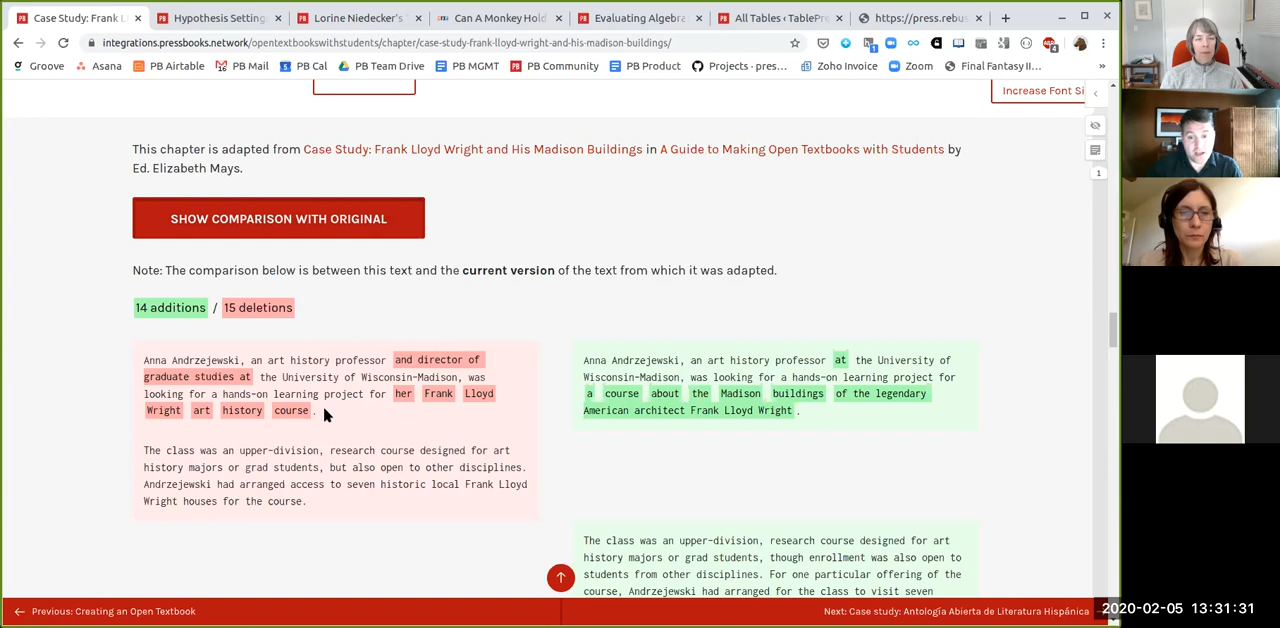 Case Study: Frank L
Hypothesis Setting
Lorine Niedecker's
Can A Monkey Hold
Evaluating Algebra
All Tables ‹ TablePre
https://press.rebus
integrations.pressbooks.network/opentextbookswithstudents/chapter/case-study-frank-lloyd-wright-and-his-madison-buildings/
Groove
Asana
PB Airtable
PB Mail
PB Cal
PB Team Drive
PB MGMT
PB Community
PB Product
Projects · pres...
Zoho Invoice
Zoom
Final Fantasy II...
Increase Font Si
This chapter is adapted from Case Study: Frank Lloyd Wright and His Madison Buildings in A Guide to Making Open Textbooks with Students by
Ed. Elizabeth Mays.
SHOW COMPARISON WITH ORIGINAL
Note: The comparison below is between this text and the current version of the text from which it was adapted.
14 additions / 15 deletions
Anna Andrzejewski, an art history professor and director of
graduate studies at the University of Wisconsin-Madison, was
looking for a hands-on learning project for her Frank Lloyd
Wright art history course.
The class was an upper-division, research course designed for art
history majors or grad students, but also open to other disciplines.
Andrzejewski had arranged access to seven historic local Frank Lloyd
Wright houses for the course.
Anna Andrzejewski, an art history professor at the University of
Wisconsin-Madison, was looking for a hands-on learning project for
a course about the Madison buildings of the legendary
American architect Frank Lloyd Wright.
The class was an upper-division, research course designed for art
history majors or grad students, though enrollment was also open to
students from other disciplines. For one particular offering of the
course, Andrzejewski had arranged for the class to visit seven
1
← Previous: Creating an Open Textbook
Next: Case study: Antología Abierta de Literatura Hispánica
2020-02-05 13:31:31